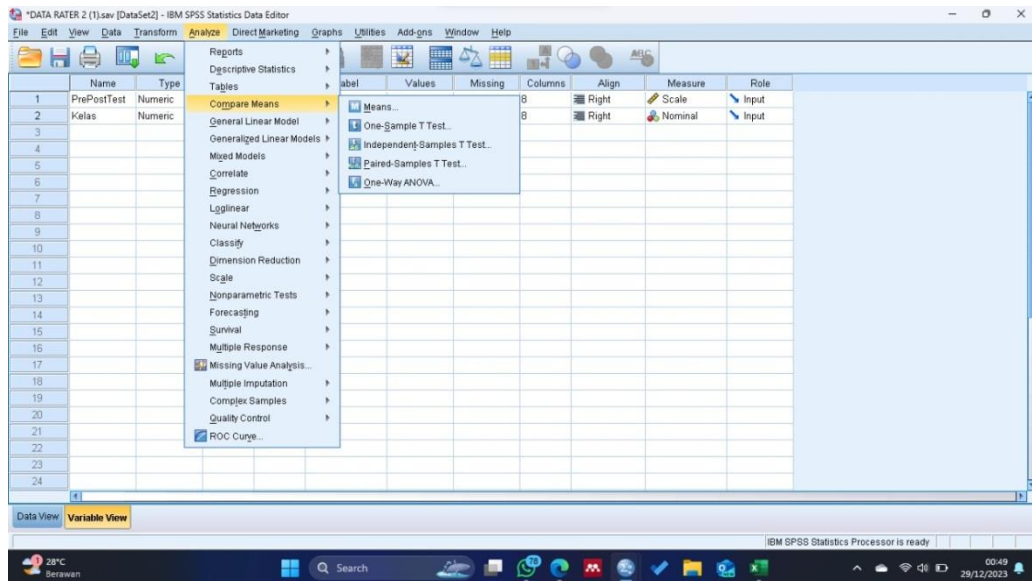 *DATA RATER 2 (1).sav [DataSet2] - IBM SPSS Statistics Data Editor
File Edit View Data Transform Analyze Direct Marketing Graphs Utilities Add-ons Window Help
Name Type abel Values Missing Columns Align Measure Role
1 PrePostTest Numeric 8 Right Scale Input
2 Kelas Numeric 8 Right Nominal Input
3
4
5
6
7
8
9
10
11
12
13
14
15
16
17
18
19
20
21
22
23
24
Reports
Descriptive Statistics
Tables
Compare Means
General Linear Model
Generalized Linear Models
Mixed Models
Correlate
Regression
Loglinear
Neural Networks
Classify
Dimension Reduction
Scale
Nonparametric Tests
Forecasting
Survival
Multiple Response
Missing Value Analysis...
Multiple Imputation
Complex Samples
Quality Control
ROC Curve...
Means...
One-Sample T Test...
Independent-Samples T Test...
Paired-Samples T Test...
One-Way ANOVA...
Data View Variable View
IBM SPSS Statistics Processor is ready
1 28°C
Berawan
Search
00:49
29/12/2023